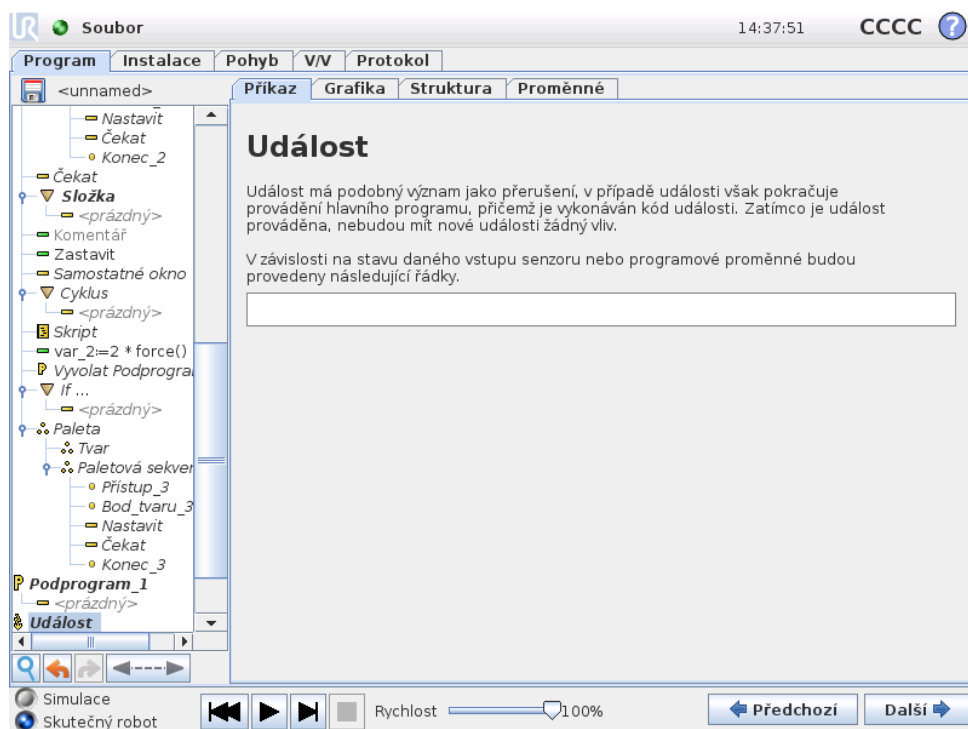 Soubor
14:37:51
CCCC
?
Program Instalace Pohyb V/V Protokol
<unnamed>
Příkaz Grafika Struktura Proměnné
Nastavit
Čekat
Konec_2
Čekat
Složka
<prázdný>
Komentář
Zastavit
Samostatné okno
Cyklus
<prázdný>
Skript
var_2:=2 * force()
Vyvolat Podprogra
If ...
<prázdný>
Paleta
Tvar
Paletová sekver
Přístup_3
Bod_tvaru_3
Nastavit
Čekat
Konec_3
P Podprogram_1
<prázdný>
Událost
Událost
Událost má podobný význam jako přerušení, v případě události však pokračuje
provádění hlavního programu, přičemž je vykonáván kód události. Zatímco je událost
prováděna, nebudou mít nové události žádný vliv.
V závislosti na stavu daného vstupu senzoru nebo programové proměnné budou
provedeny následující řádky.
Simulace
Skutečný robot
Rychlost 100%
Předchozí
Další